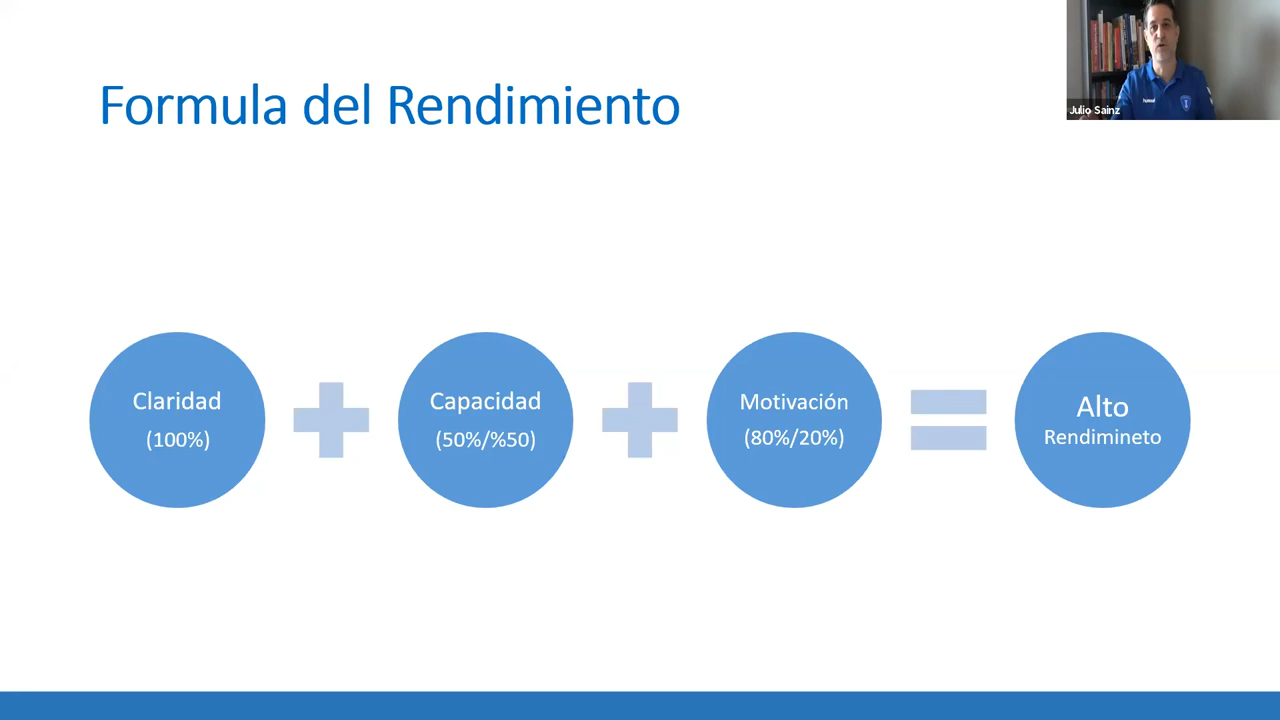 Formula del Rendimiento
Julio Sainz
Claridad
(100%)
Capacidad
(50%/%50)
Motivación
(80%/20%)
Alto
Rendimineto